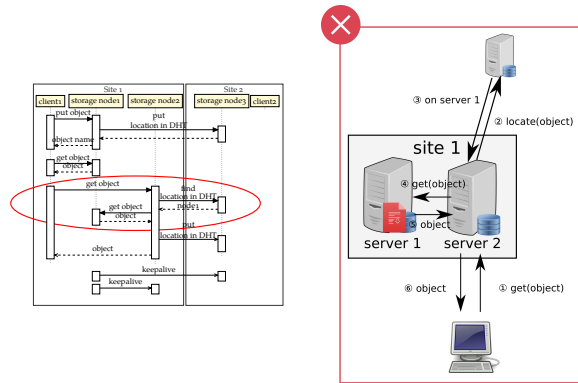 Site 1
Site 2
client1
storage node1
storage node2
storage node3
client2
put object
put
location in DHT
object name
get object
object
get object
find
location in DHT
node1
get object
object
put
location in DHT
object
keepalive
keepalive
③ on server 1
② locate(object)
site 1
④ get(object)
⑤ object
server 1
server 2
⑥ object
① get(object)